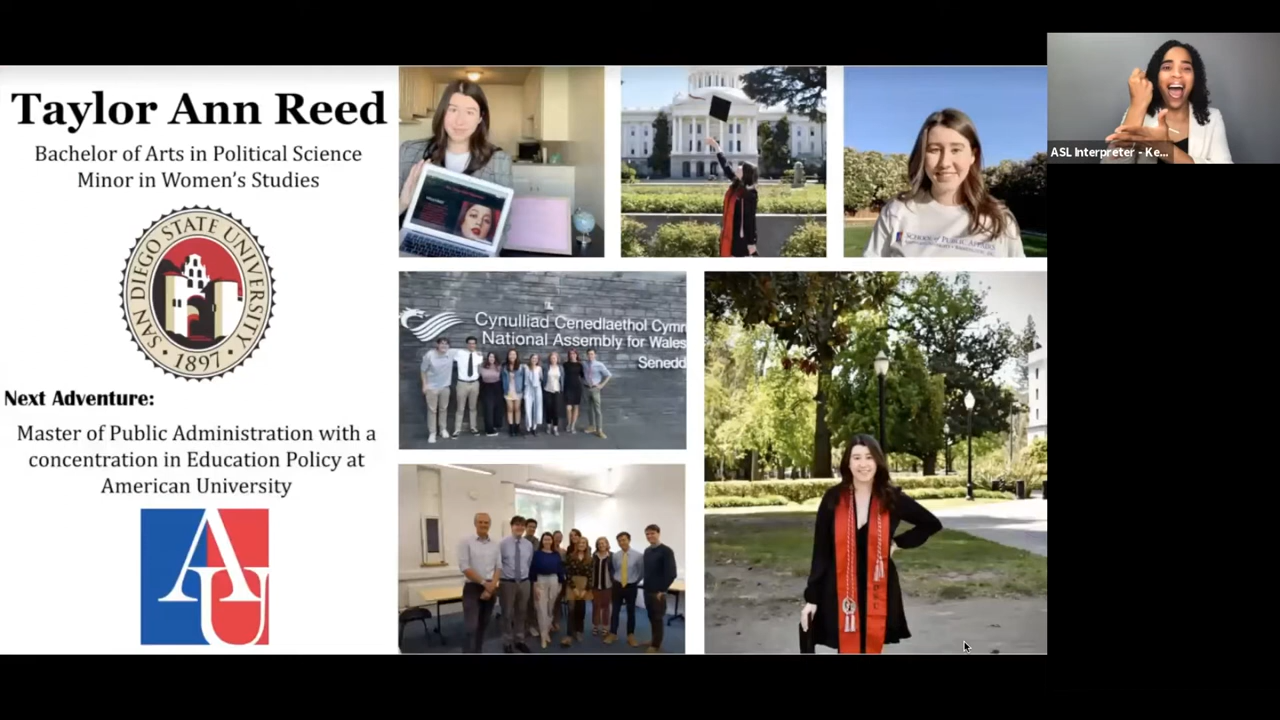 Taylor Ann Reed
Bachelor of Arts in Political Science
Minor in Women's Studies
SAN DIEGO STATE UNIVERSITY
1897
Next Adventure:
Master of Public Administration with a
concentration in Education Policy at
American University
AU
School of Public Affairs
Cynulliad Cenedlaethol Cymr
National Assembly for Wales
Senedd
ASL Interpreter - Ke...